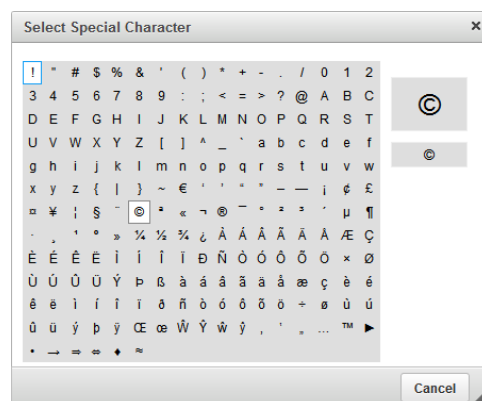 Select Special Character ×
! " # $ % & ' ( ) * + - . / 0 1 2
3 4 5 6 7 8 9 : ; < = > ? @ A B C
D E F G H I J K L M N O P Q R S T
U V W X Y Z [ ] ^ _ ` a b c d e f
g h i j k l m n o p q r s t u v w
x y z { | } ~ € ‘ ’ “ ” – — ¡ ¢ £
¤ ¥ ¦ § ¨ © ª « ¬ ® ¯ ° ² ³ ´ µ ¶
· ¸ ¹ º » ¼ ½ ¾ ¿ À Á Â Ã Ä Å Æ Ç
È É Ê Ë Ì Í Î Ï Ð Ñ Ò Ó Ô Õ Ö × Ø
Ù Ú Û Ü Ý Þ ß à á â ã ä å æ ç è é
ê ë ì í î ï ð ñ ò ó ô õ ö ÷ ø ù ú
û ü ý þ ÿ Œ œ Ŵ Ŷ ŵ ŷ ‚ ‛ „ … ™ ►
• → ⇒ ⇔ ♦ ≈
©
©
Cancel